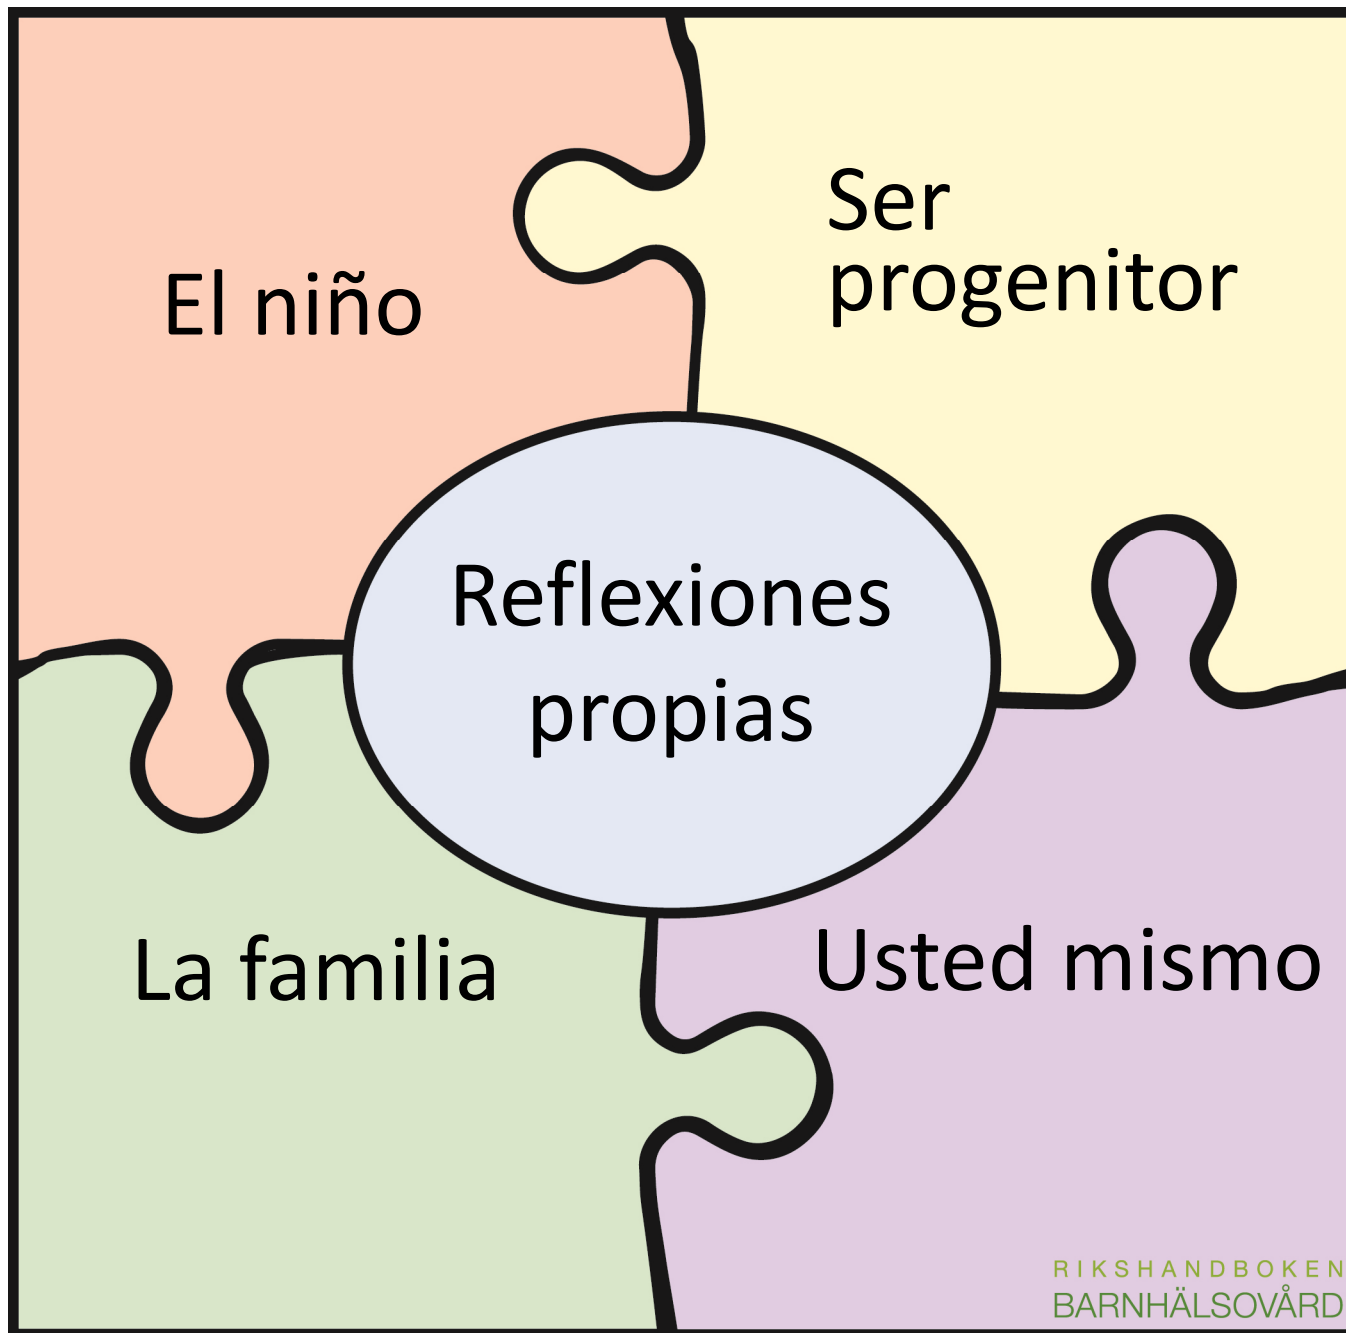 El niño
Ser
progenitor
Reflexiones
propias
La familia
Usted mismo
RIKSHANDBOKEN
BARNHÄLSOVÅRD